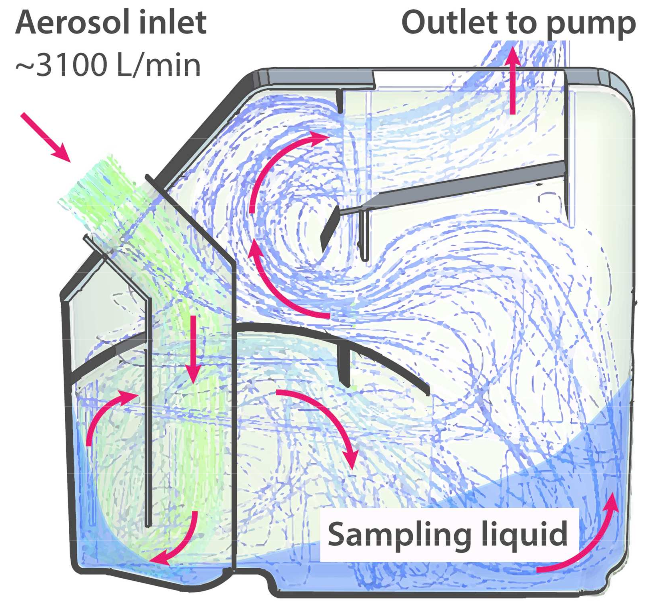 Aerosol inlet
~3100 L/min
Outlet to pump
Sampling liquid